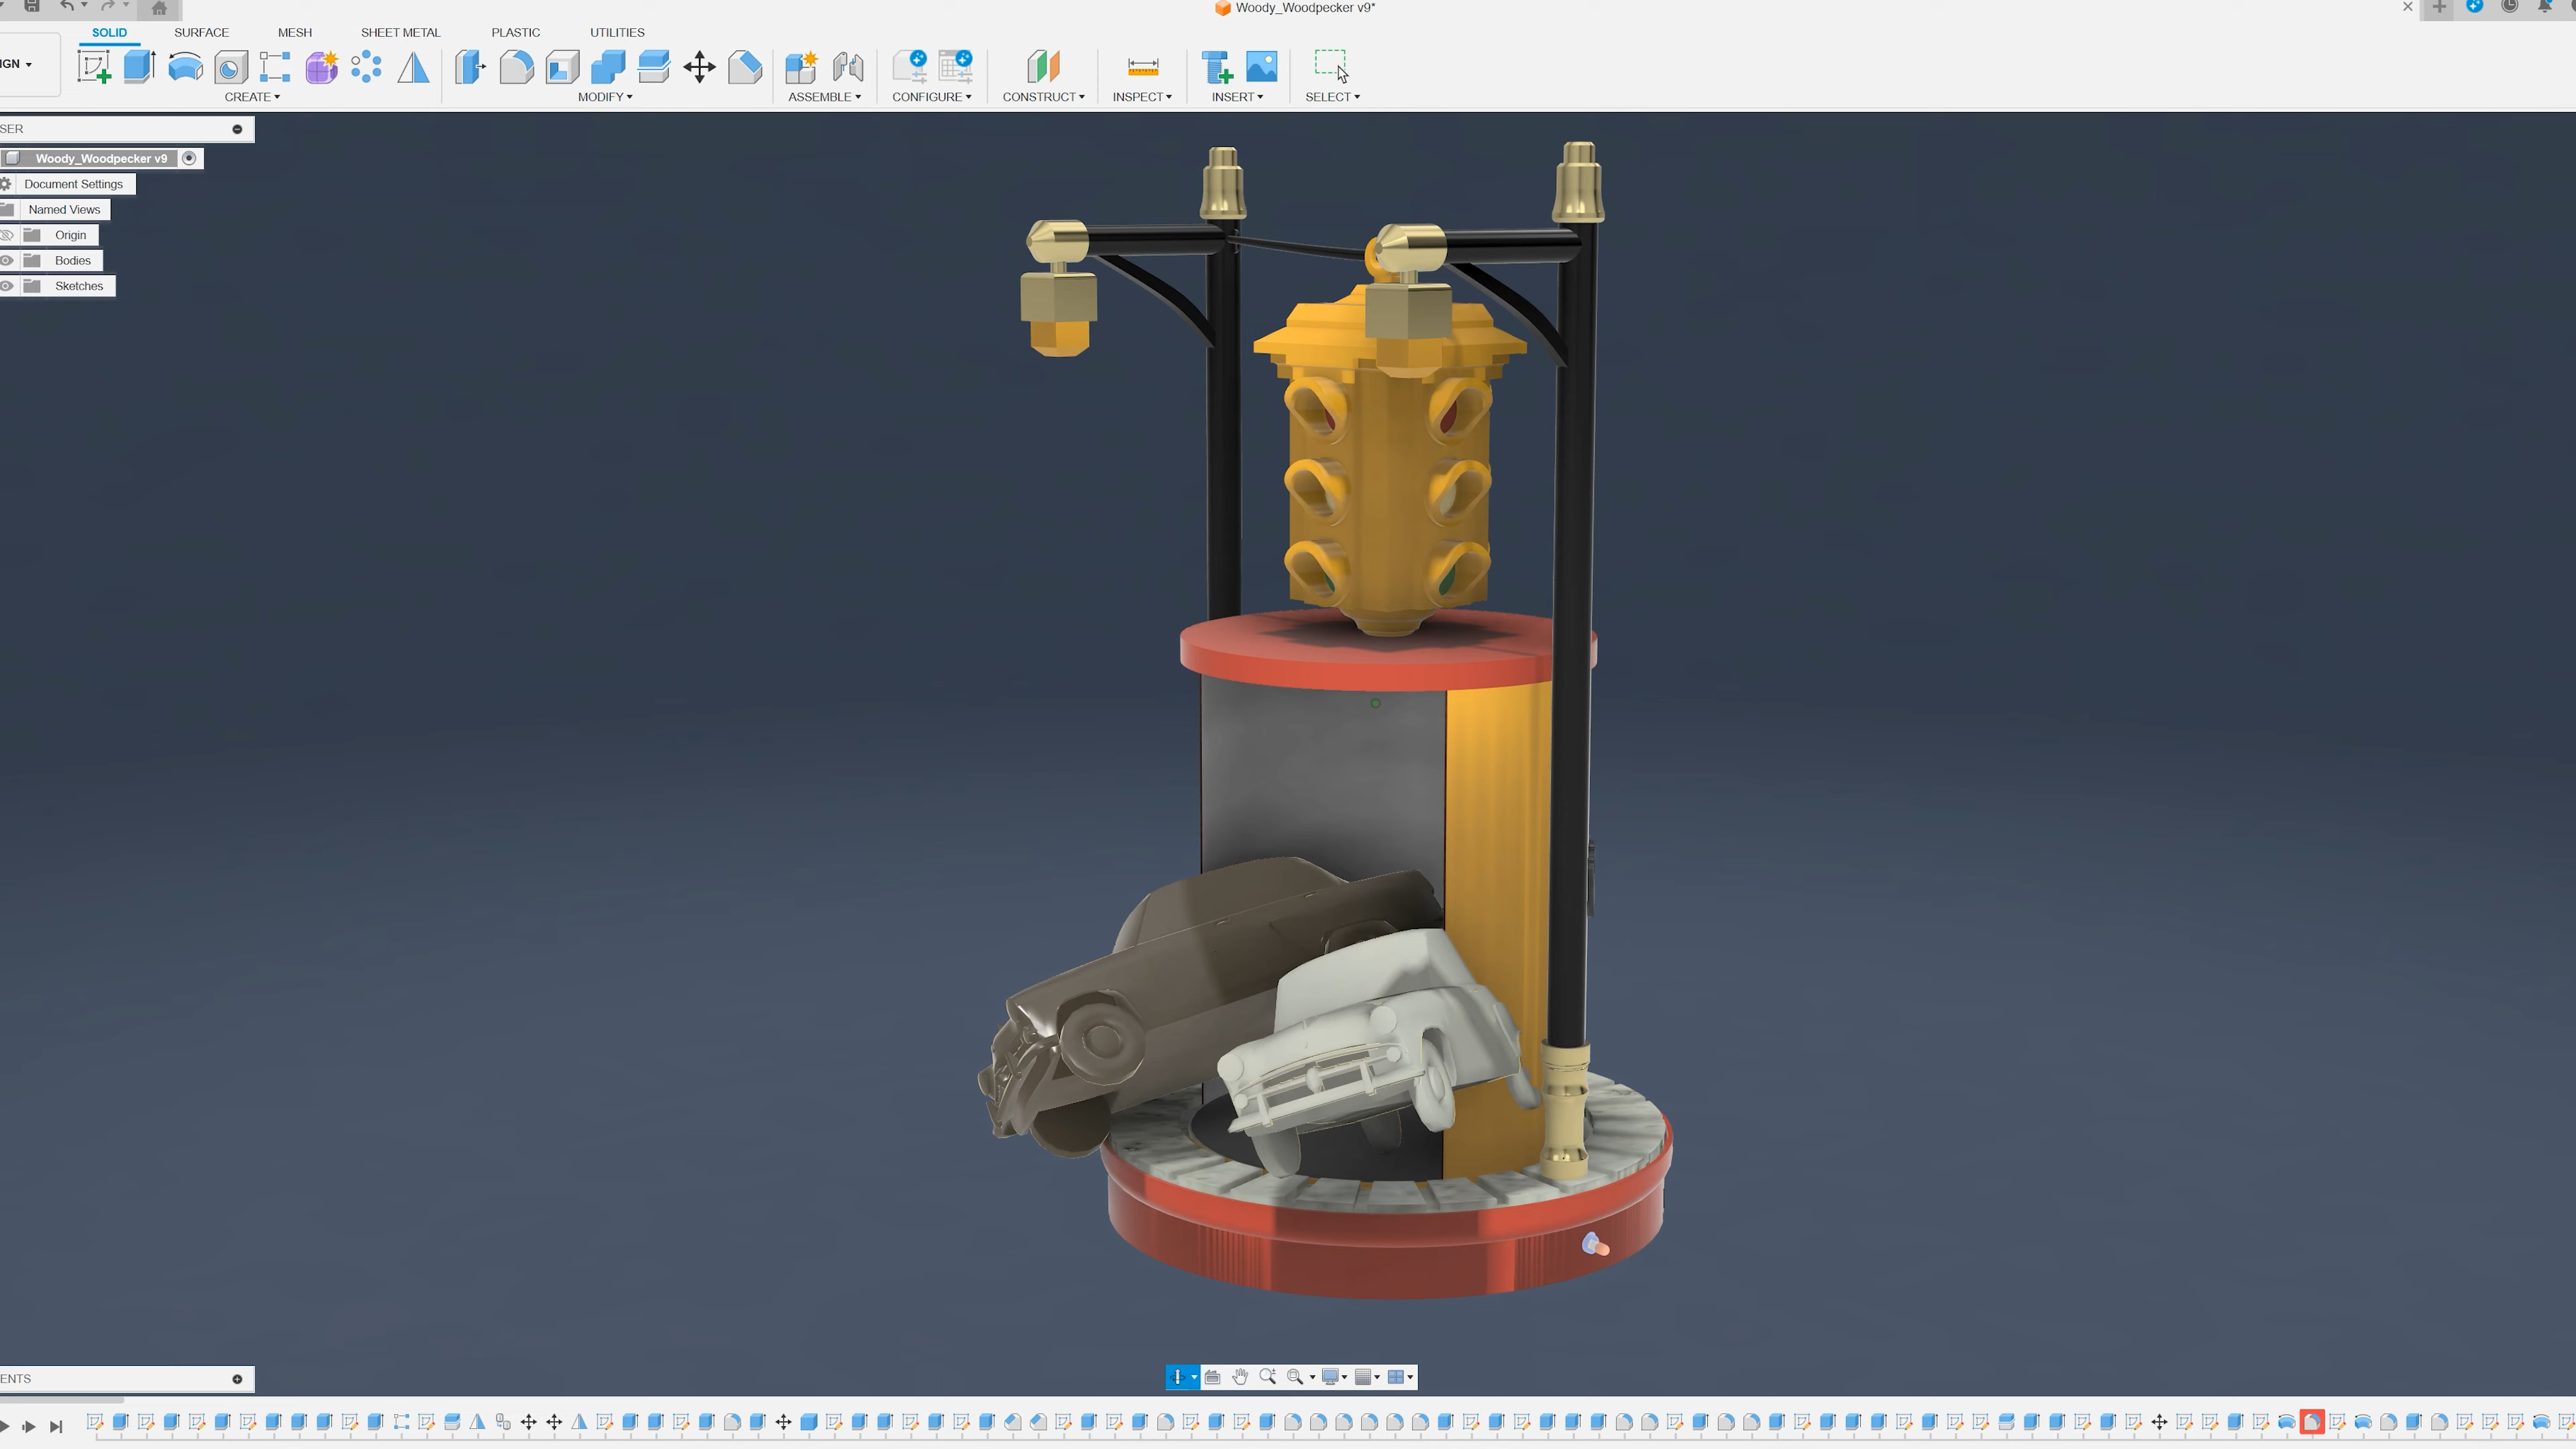 Woody_Woodpecker v9*
SOLID SURFACE MESH SHEET METAL PLASTIC UTILITIES
IGN
CREATE MODIFY ASSEMBLE CONFIGURE CONSTRUCT INSPECT INSERT SELECT
SER
Woody_Woodpecker v9
Document Settings
Named Views
Origin
Bodies
Sketches
ENTS